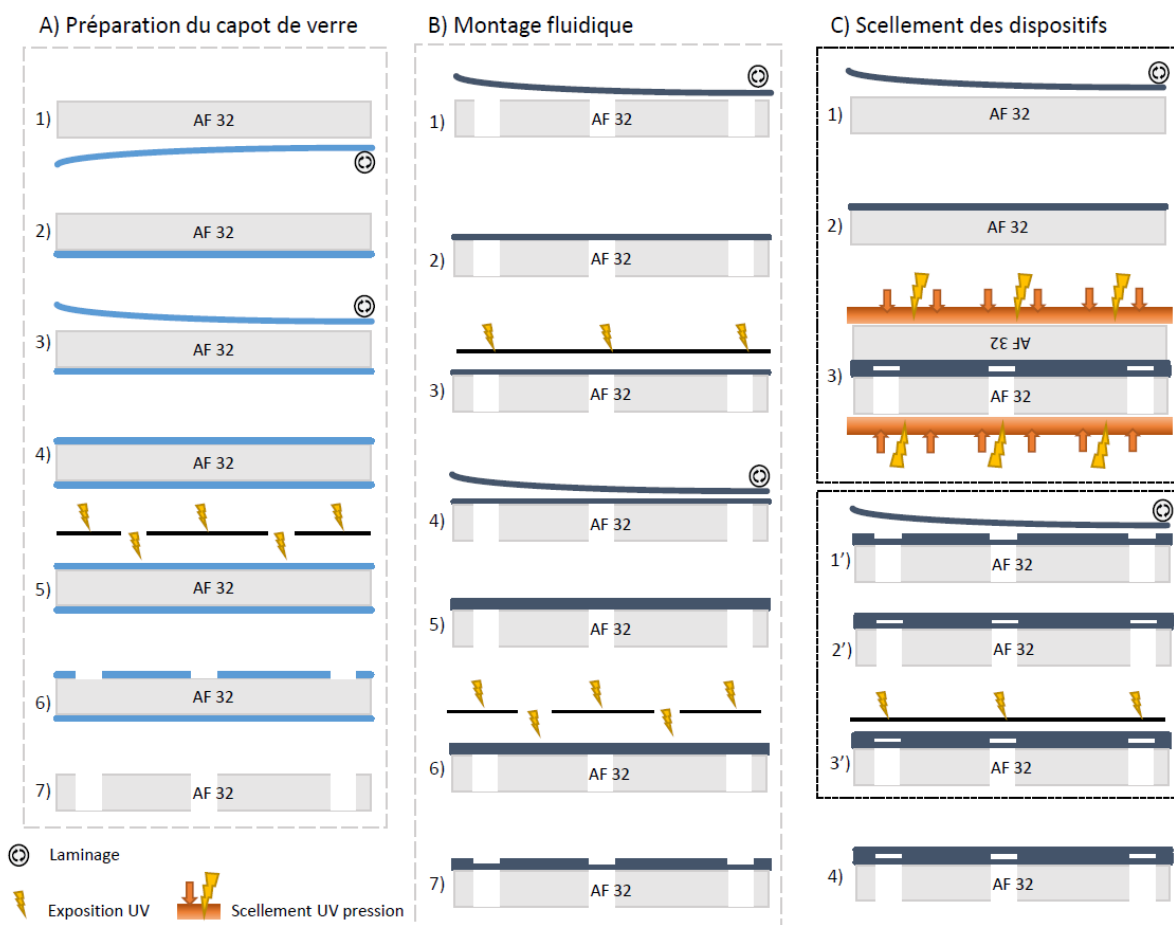 A) Préparation du capot de verre
1) AF 32
2) AF 32
3) AF 32
4) AF 32
5) AF 32
6) AF 32
7) AF 32
Laminage
Exposition UV
Scellement UV pression
B) Montage fluidique
1) AF 32
2) AF 32
3) AF 32
4) AF 32
5) AF 32
6) AF 32
7) AF 32
C) Scellement des dispositifs
1) AF 32
2) AF 32
AF 32
3) AF 32
1') AF 32
2') AF 32
3') AF 32
4) AF 32